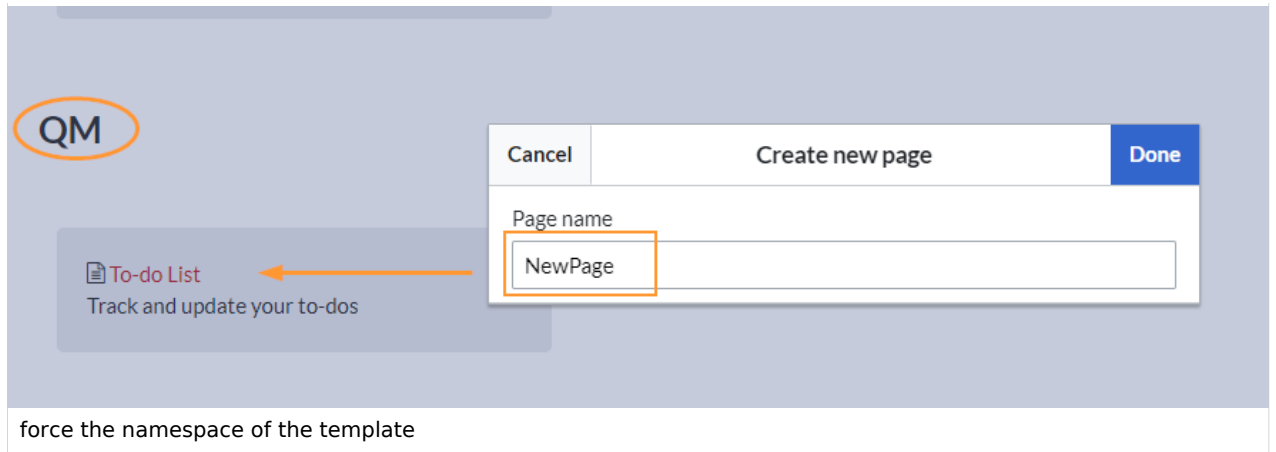 QM
Cancel
Create new page
Done
Page name
NewPage
To-do List
Track and update your to-dos
force the namespace of the template